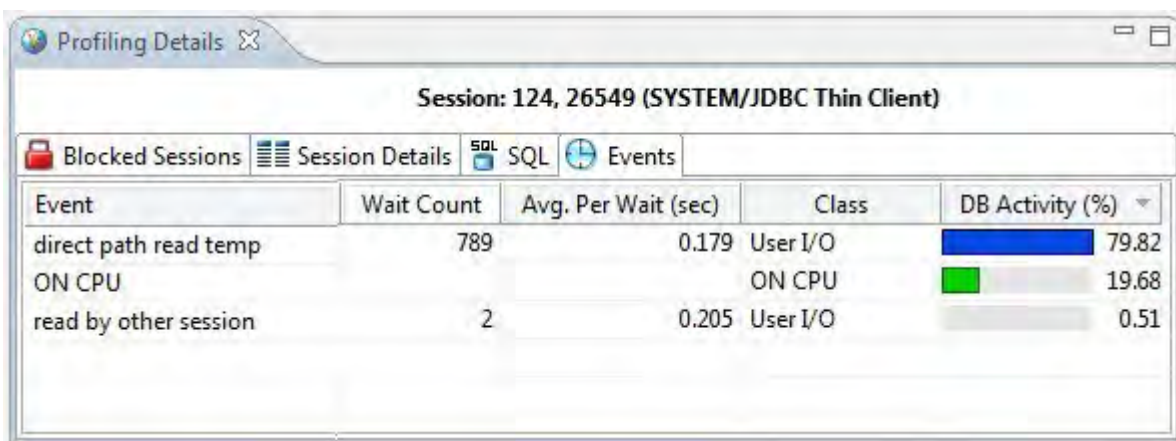 Profiling Details
Session: 124, 26549 (SYSTEM/JDBC Thin Client)
Blocked Sessions Session Details SQL SQL Events
Event Wait Count Avg. Per Wait (sec) Class DB Activity (%)
direct path read temp 789 0.179 User I/O 79.82
ON CPU ON CPU 19.68
read by other session 2 0.205 User I/O 0.51